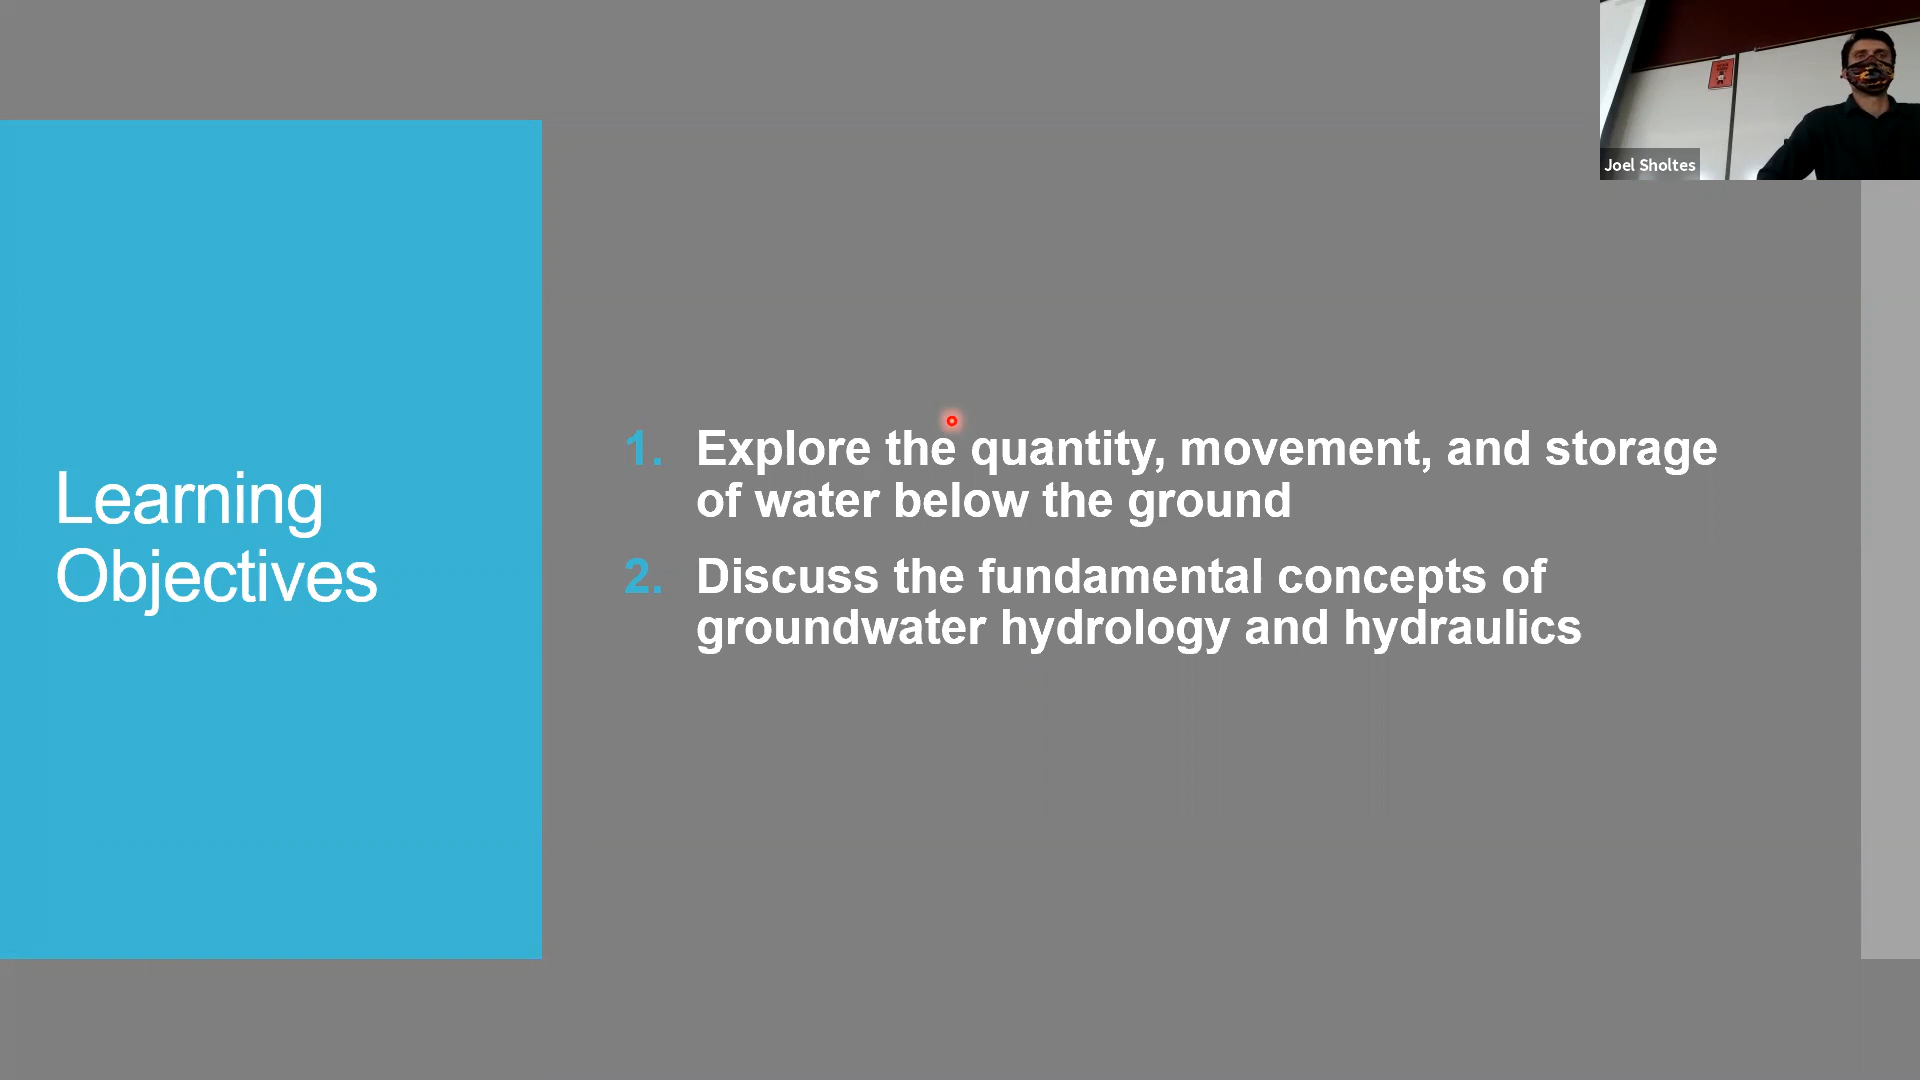 Joel Sholtes
Learning
Objectives
1. Explore the quantity, movement, and storage
of water below the ground
2. Discuss the fundamental concepts of
groundwater hydrology and hydraulics